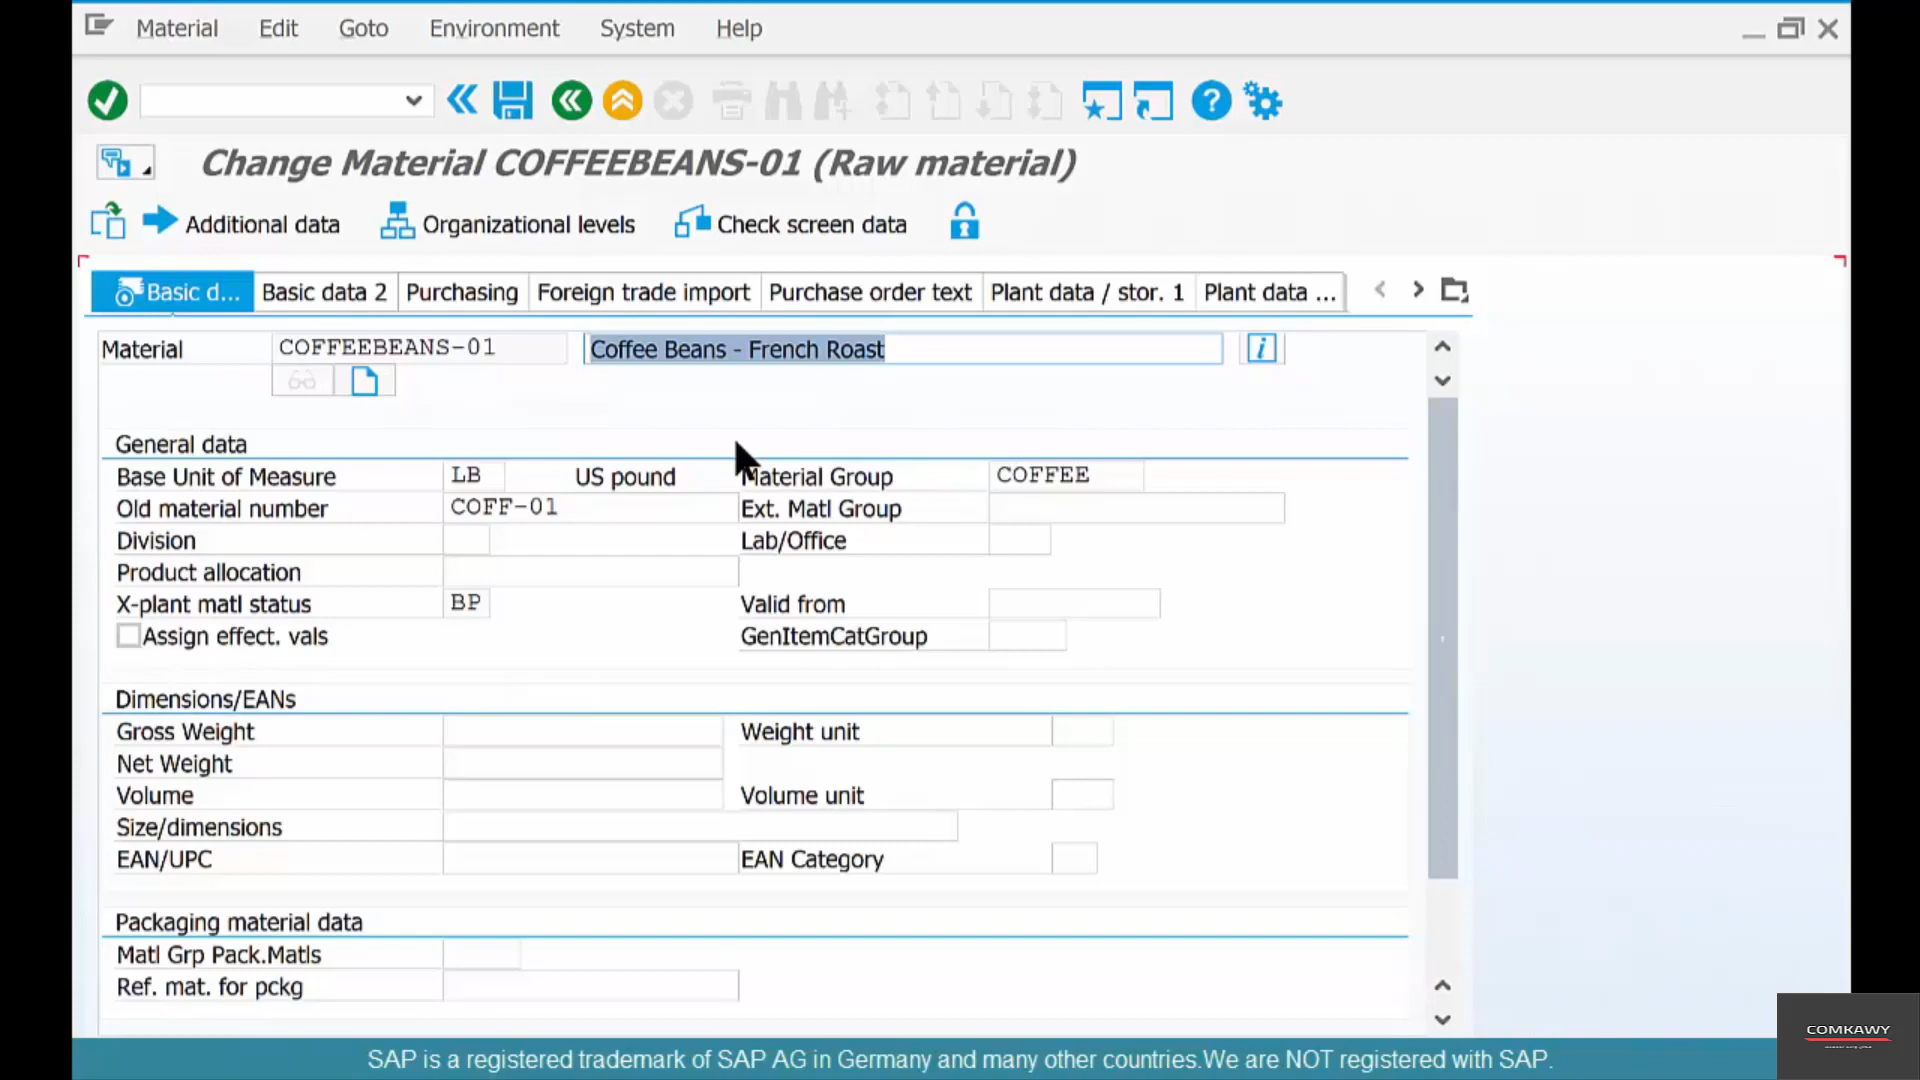 Material Edit Goto Environment System Help
Change Material COFFEEBEANS-01 (Raw material)
Additional data Organizational levels Check screen data
Basic d... Basic data 2 Purchasing Foreign trade import Purchase order text Plant data / stor. 1 Plant data ...
Material COFFEEBEANS-01 Coffee Beans - French Roast
General data
Base Unit of Measure LB US pound Material Group COFFEE
Old material number COFF-01 Ext. Matl Group
Division Lab/Office
Product allocation
X-plant matl status BP Valid from
Assign effect. vals GenItemCatGroup
Dimensions/EANs
Gross Weight Weight unit
Net Weight
Volume Volume unit
Size/dimensions
EAN/UPC EAN Category
Packaging material data
Matl Grp Pack.Matls
Ref. mat. for pckg
COMKAWY
SAP is a registered trademark of SAP AG in Germany and many other countries.We are NOT registered with SAP.